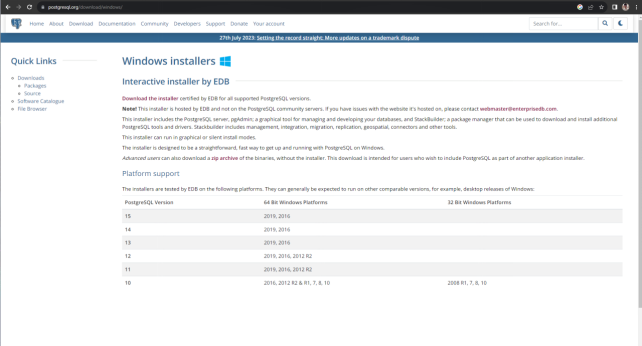 postgresql.org/download/windows/
Home About Download Documentation Community Developers Support Donate Your account
Search for...
27th July 2023: Setting the record straight: More updates on a trademark dispute
Quick Links
Downloads
Packages
Source
Software Catalogue
File Browser
Windows installers
Interactive installer by EDB
Download the installer certified by EDB for all supported PostgreSQL versions.
Note! This installer is hosted by EDB and not on the PostgreSQL community servers. If you have issues with the website it's hosted on, please contact webmaster@enterprisedb.com.
This installer includes the PostgreSQL server, pgAdmin; a graphical tool for managing and developing your databases, and StackBuilder; a package manager that can be used to download and install additional
PostgreSQL tools and drivers. Stackbuilder includes management, integration, migration, replication, geospatial, connectors and other tools.
This installer can run in graphical or silent install modes.
The installer is designed to be a straightforward, fast way to get up and running with PostgreSQL on Windows.
Advanced users can also download a zip archive of the binaries, without the installer. This download is intended for users who wish to include PostgreSQL as part of another application installer.
Platform support
The installers are tested by EDB on the following platforms. They can generally be expected to run on other comparable versions, for example, desktop releases of Windows:
PostgreSQL Version 64 Bit Windows Platforms 32 Bit Windows Platforms
15 2019, 2016
14 2019, 2016
13 2019, 2016
12 2019, 2016, 2012 R2
11 2019, 2016, 2012 R2
10 2016, 2012 R2 & R1, 7, 8, 10 2008 R1, 7, 8, 10